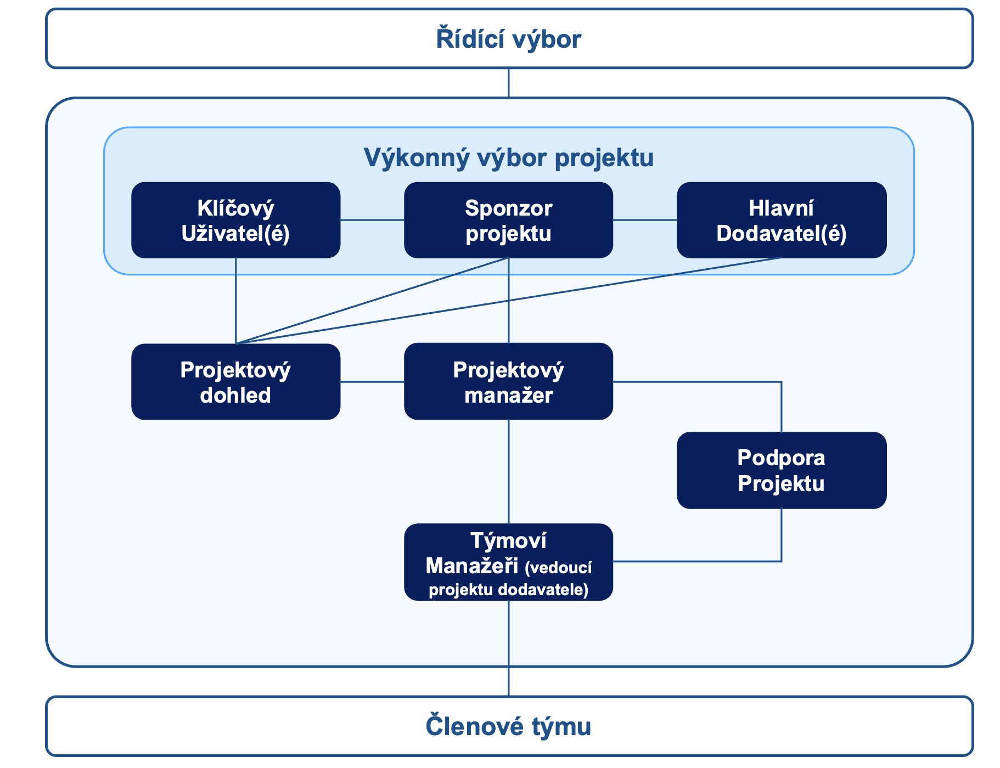 Řídící výbor
Výkonný výbor projektu
Klíčový
Uživatel(é)
Sponzor
projektu
Hlavní
Dodavatel(é)
Projektový
dohled
Projektový
manažer
Podpora
Projektu
Týmoví
Manažeři (vedoucí
projektu dodavatele)
Členové týmu